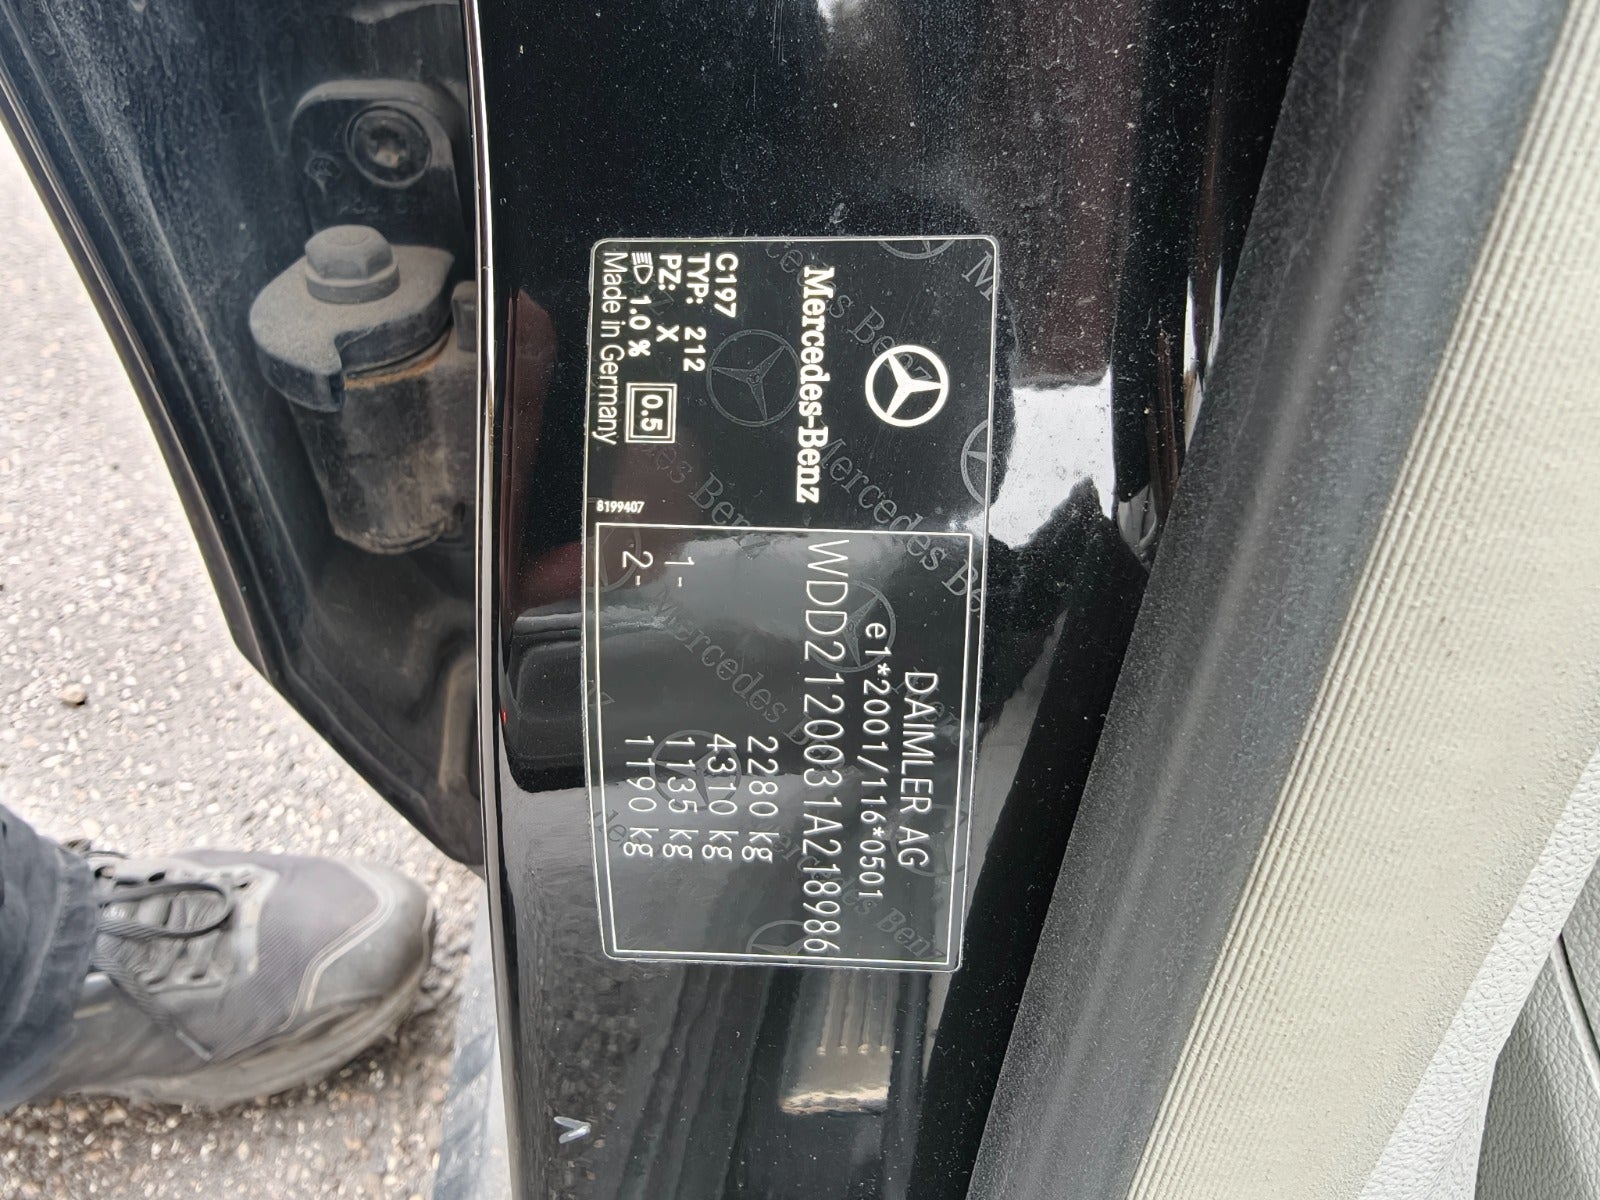 Mercedes-Benz
C197
TYP: 212
PZ: X
1.0 %
0.5
Made in Germany
8199407
DAIMLER AG
e1*2001/116*0501
WDD2120031A218986
2280 kg
4310 kg
1- 1135 kg
2- 1190 kg